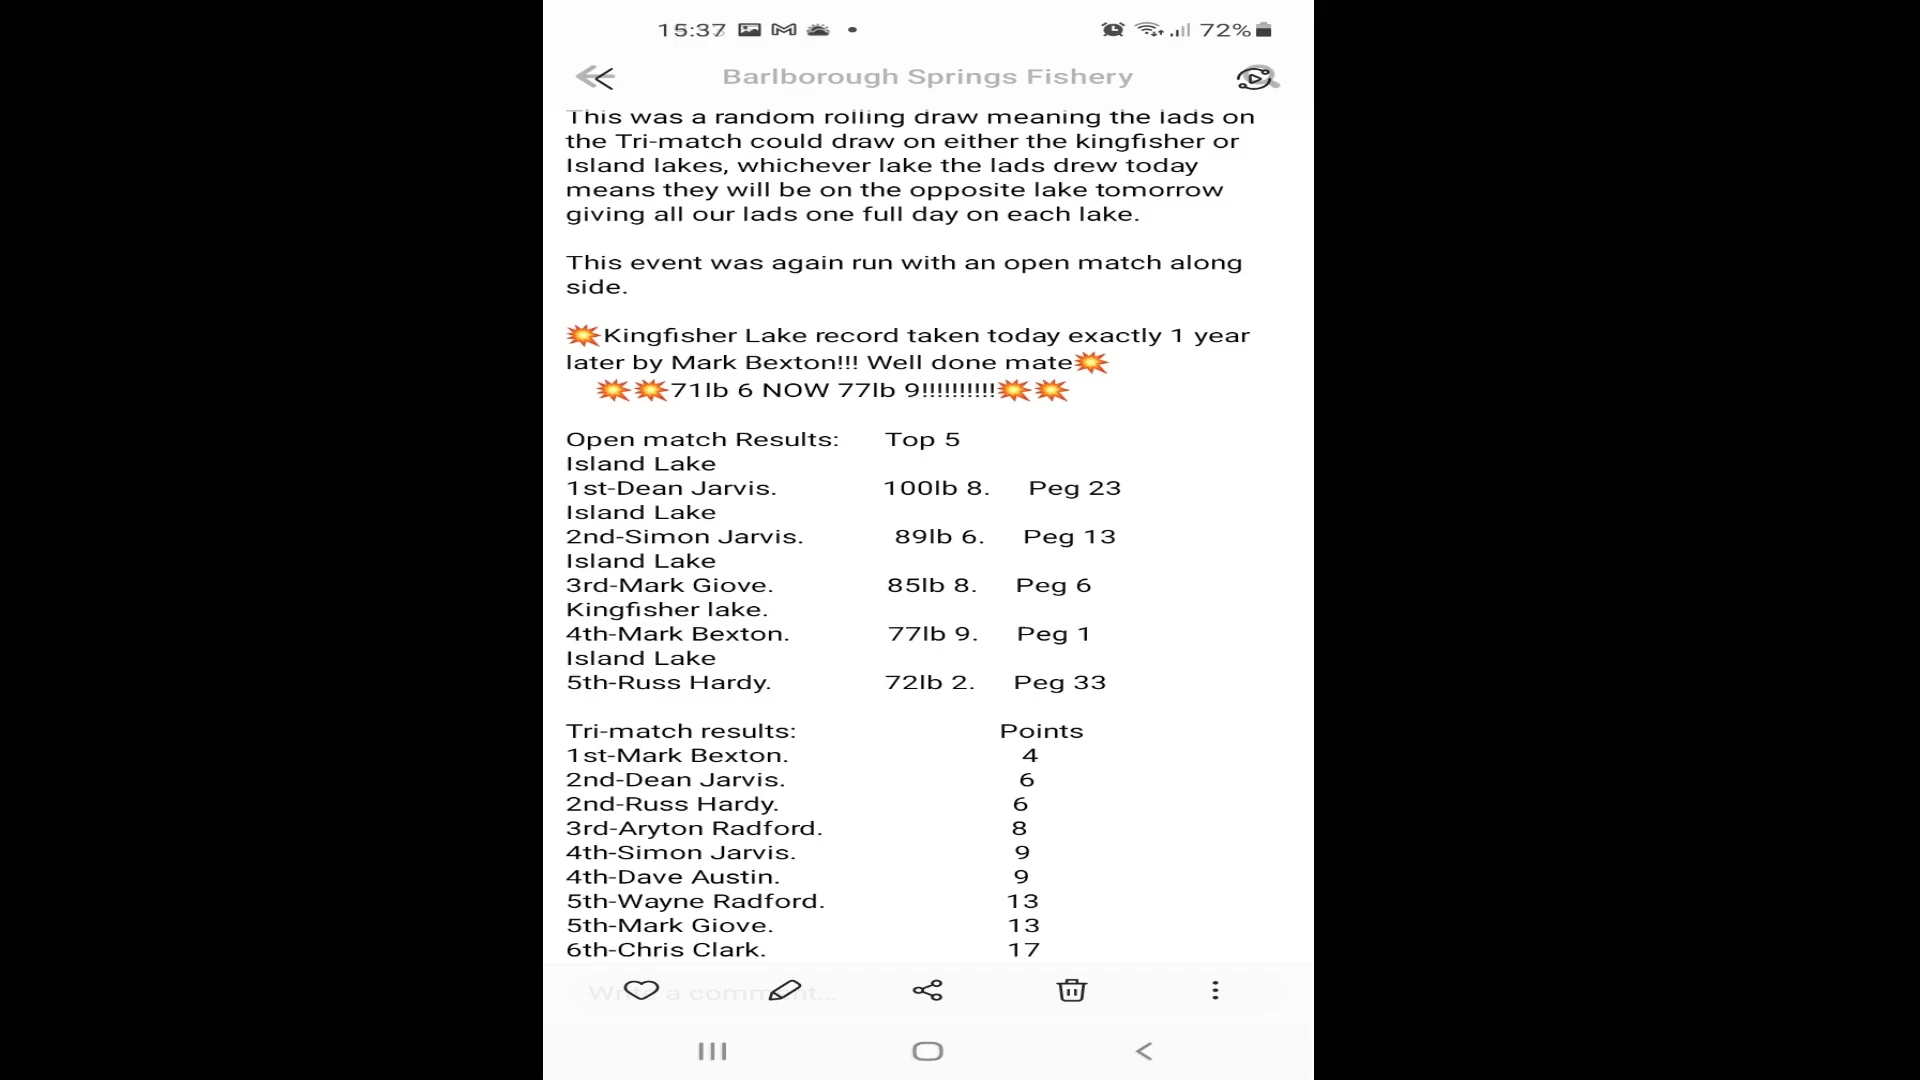 15:37 72%
Barlborough Springs Fishery
This was a random rolling draw meaning the lads on
the Tri-match could draw on either the kingfisher or
Island lakes, whichever lake the lads drew today
means they will be on the opposite lake tomorrow
giving all our lads one full day on each lake.
This event was again run with an open match along
side.
💥Kingfisher Lake record taken today exactly 1 year
later by Mark Bexton!!! Well done mate💥
💥💥71lb 6 NOW 77lb 9!!!!!!!!!!💥💥
Open match Results: Top 5
Island Lake
1st-Dean Jarvis. 100lb 8. Peg 23
Island Lake
2nd-Simon Jarvis. 89lb 6. Peg 13
Island Lake
3rd-Mark Giove. 85lb 8. Peg 6
Kingfisher lake.
4th-Mark Bexton. 77lb 9. Peg 1
Island Lake
5th-Russ Hardy. 72lb 2. Peg 33
Tri-match results: Points
1st-Mark Bexton. 4
2nd-Dean Jarvis. 6
2nd-Russ Hardy. 6
3rd-Aryton Radford. 8
4th-Simon Jarvis. 9
4th-Dave Austin. 9
5th-Wayne Radford. 13
5th-Mark Giove. 13
6th-Chris Clark. 17
Write a comment...